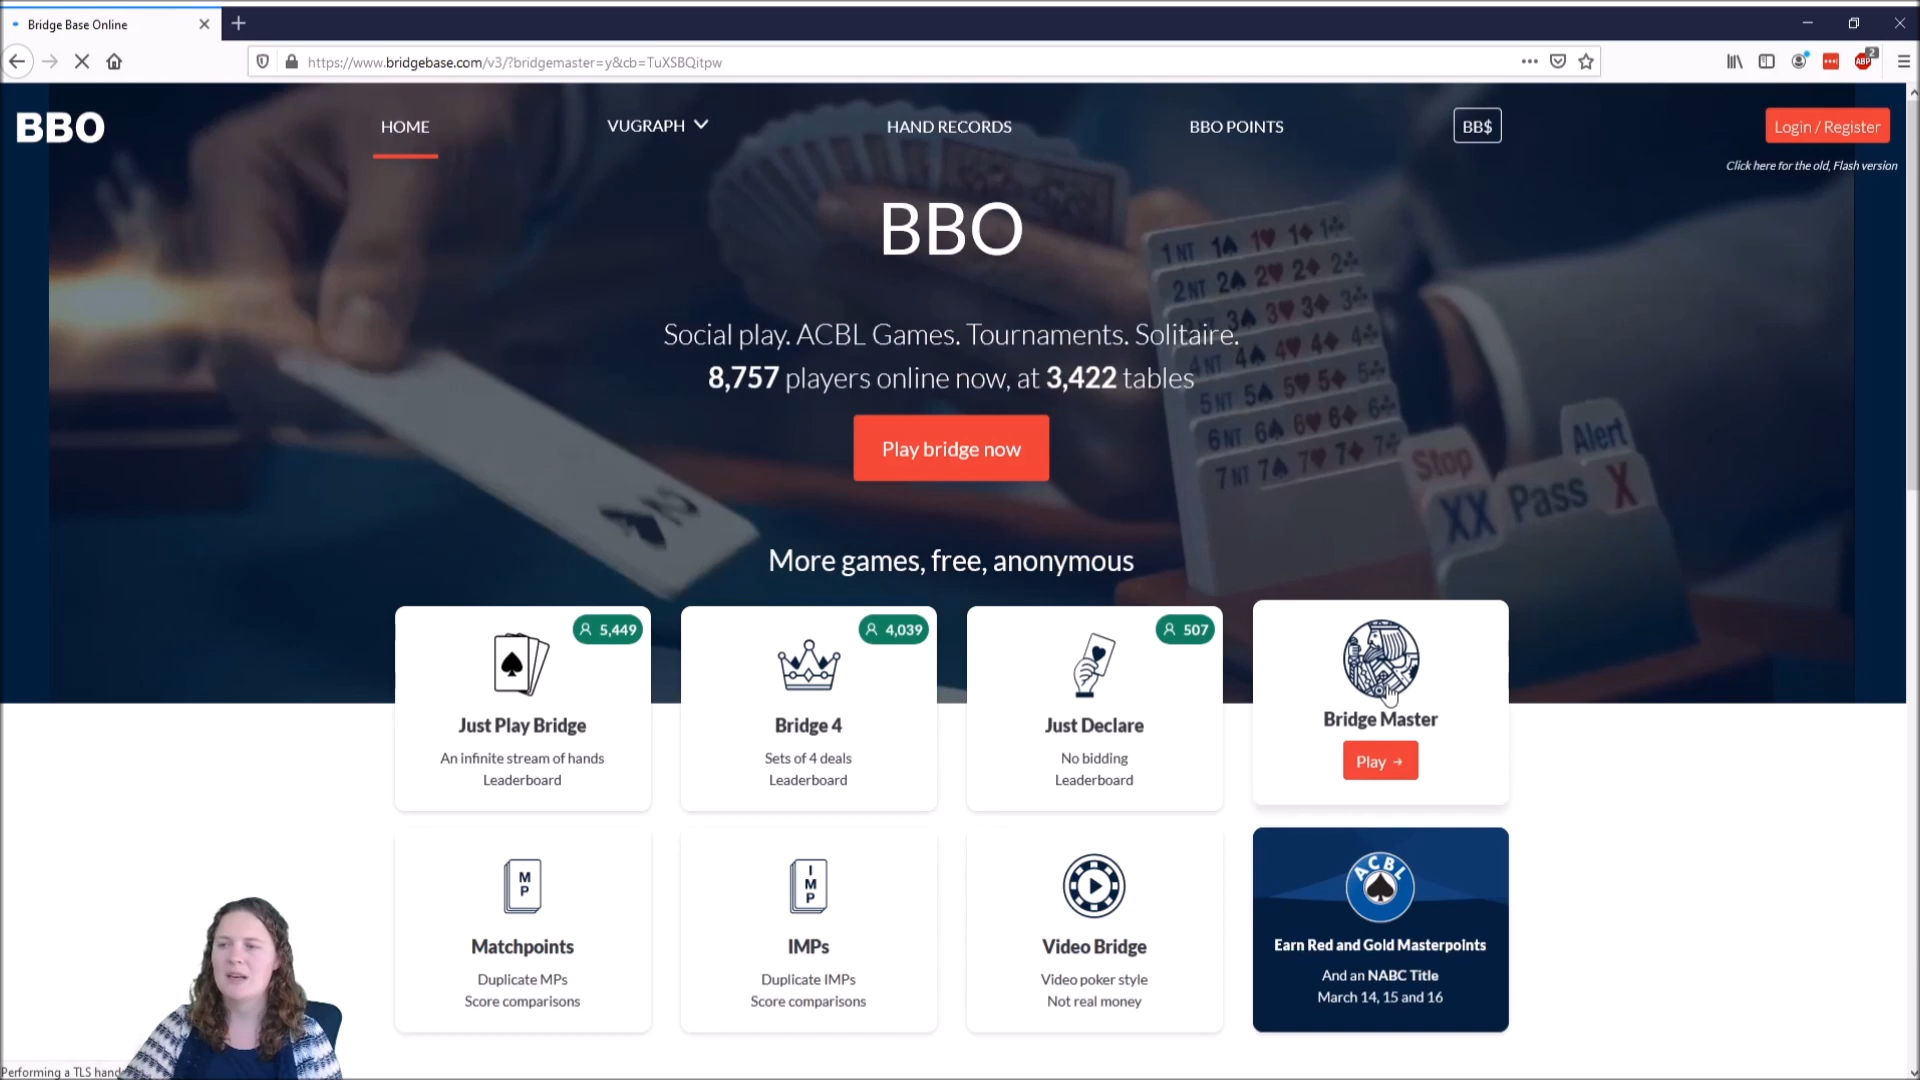 Bridge Base Online
https://www.bridgebase.com/v3/?bridgemaster=y&cb=TuXSBQitpw
2
ABP
BBO
HOME
VUGRAPH
HAND RECORDS
BBO POINTS
BB$
Login / Register
Click here for the old, Flash version
BBO
Social play. ACBL Games. Tournaments. Solitaire.
8,757 players online now, at 3,422 tables
Play bridge now
1NT 1♠ 1♥ 1♦ 1♣
2NT 2♠ 2♥ 2♦ 2♣
3♠ 3♥ 3♦ 3♣
4NT 4♠ 4♥ 4♦ 4♣
5NT 5♠ 5♥ 5♦ 5♣
6NT 6♠ 6♥ 6♦ 6♣
7NT 7♠ 7♥ 7♦ 7♣
Stop
Alert
XX Pass X
2
More games, free, anonymous
5,449
Just Play Bridge
An infinite stream of hands
Leaderboard
4,039
Bridge 4
Sets of 4 deals
Leaderboard
507
Just Declare
No bidding
Leaderboard
Bridge Master
Play →
M
P
Matchpoints
Duplicate MPs
Score comparisons
I
M
P
IMPs
Duplicate IMPs
Score comparisons
Video Bridge
Video poker style
Not real money
ACBL
Earn Red and Gold Masterpoints
And an NABC Title
March 14, 15 and 16
Performing a TLS hand